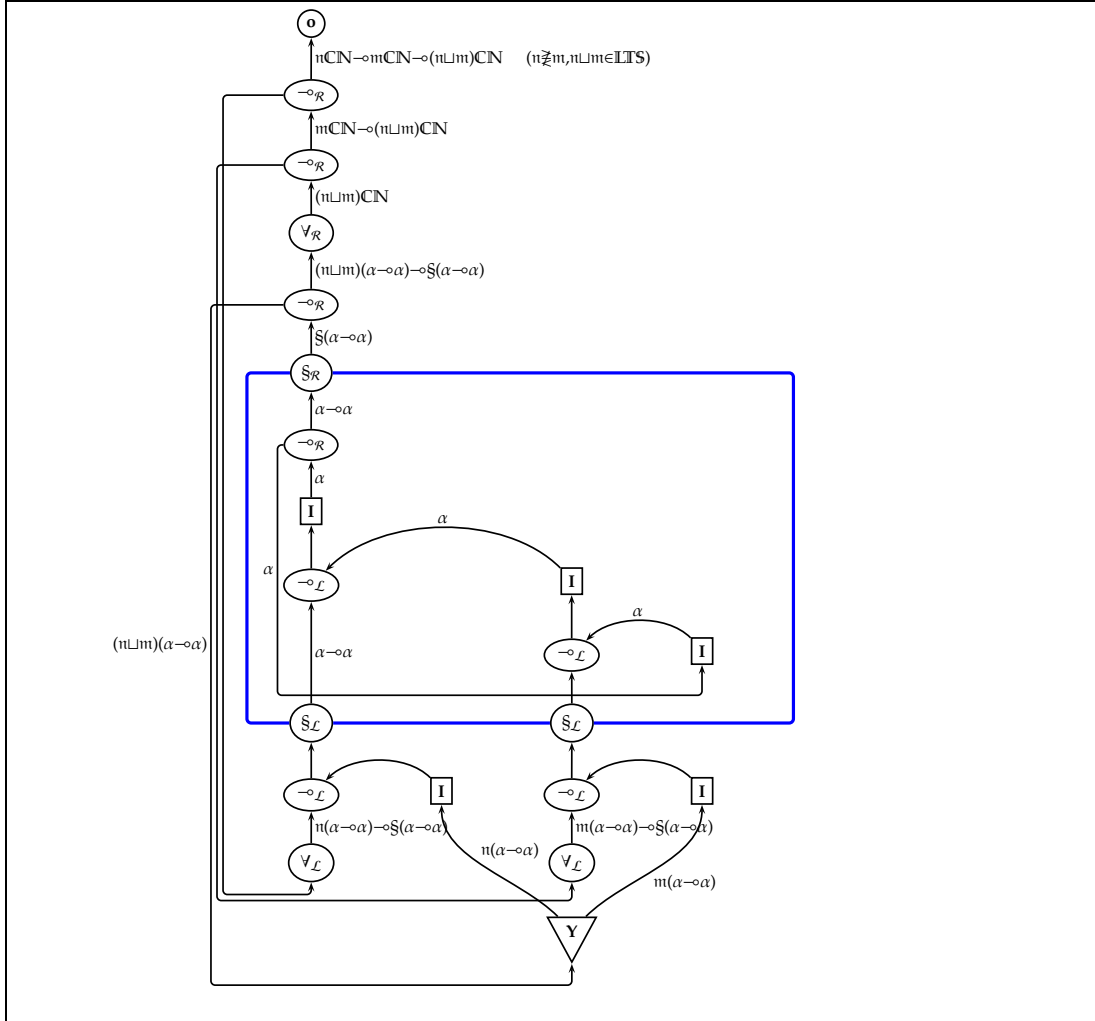 o
𝔫ℂℕ⊸𝔪ℂℕ⊸(𝔫⊔𝔪)ℂℕ (𝔫≹𝔪,𝔫⊔𝔪∈𝕃𝕋𝕊)
⊸ℛ
𝔪ℂℕ⊸(𝔫⊔𝔪)ℂℕ
⊸ℛ
(𝔫⊔𝔪)ℂℕ
∀ℛ
(𝔫⊔𝔪)(α⊸α)⊸§(α⊸α)
⊸ℛ
§(α⊸α)
§ℛ
α⊸α
⊸ℛ
α
I
α
α
⊸ℒ
I
α
(𝔫⊔𝔪)(α⊸α)
α⊸α
⊸ℒ
I
§ℒ
§ℒ
⊸ℒ
I
⊸ℒ
I
𝔫(α⊸α)⊸§(α⊸α)
𝔪(α⊸α)⊸§(α⊸α)
𝔫(α⊸α)
∀ℒ
∀ℒ
𝔪(α⊸α)
Y